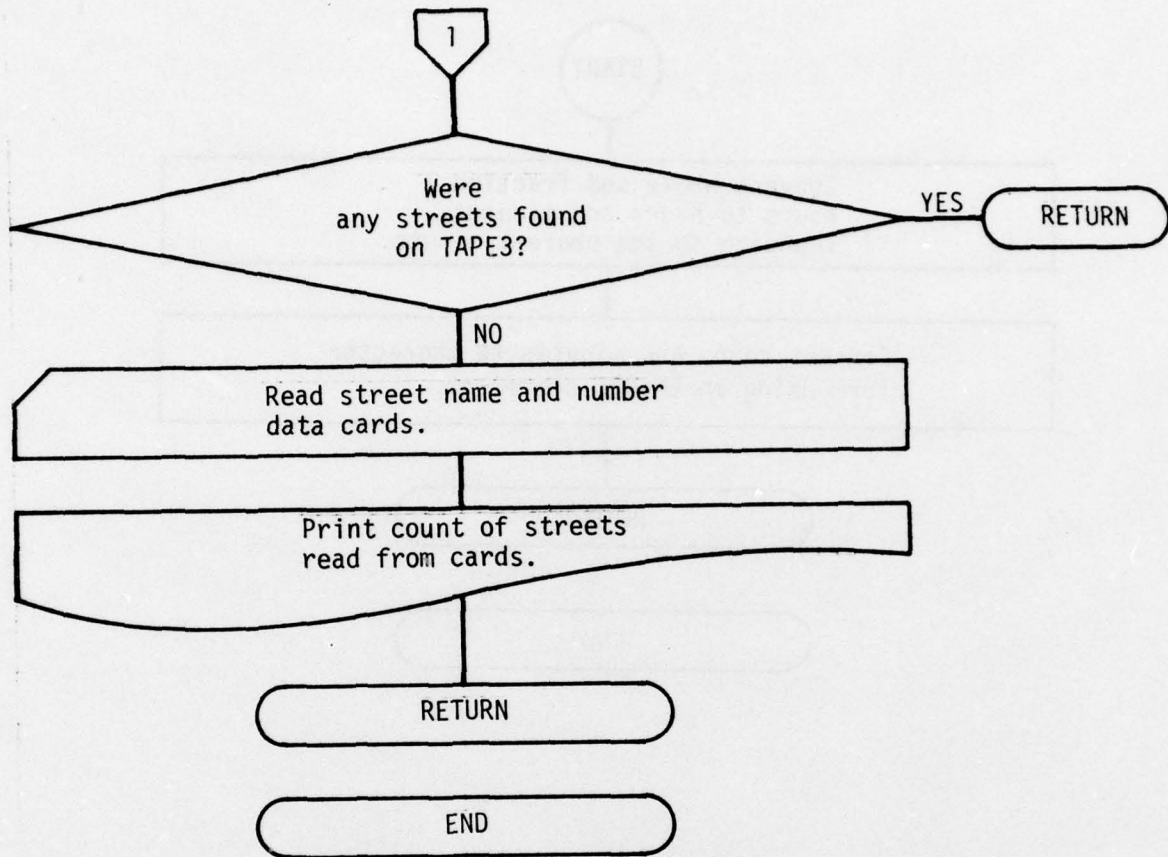 1
Were
any streets found
on TAPE3?
YES
RETURN
NO
Read street name and number
data cards.
Print count of streets
read from cards.
RETURN
END